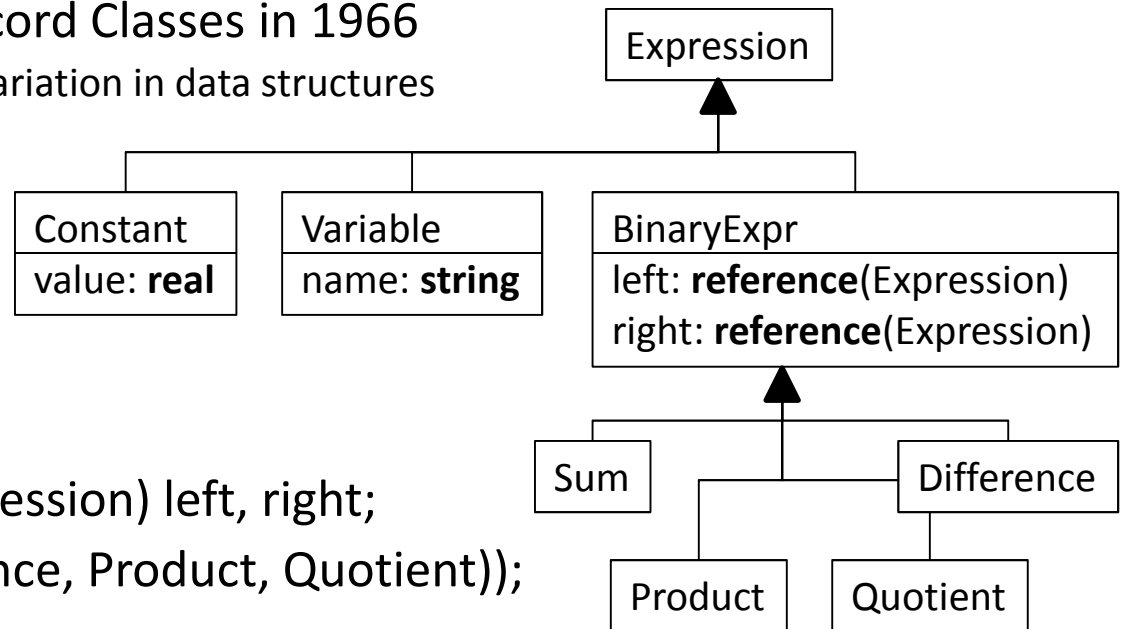 cord Classes in 1966
ariation in data structures
Expression
Constant
value: real
Variable
name: string
BinaryExpr
left: reference(Expression)
right: reference(Expression)
ession) left, right;
nce, Product, Quotient));
Sum
Difference
Product
Quotient